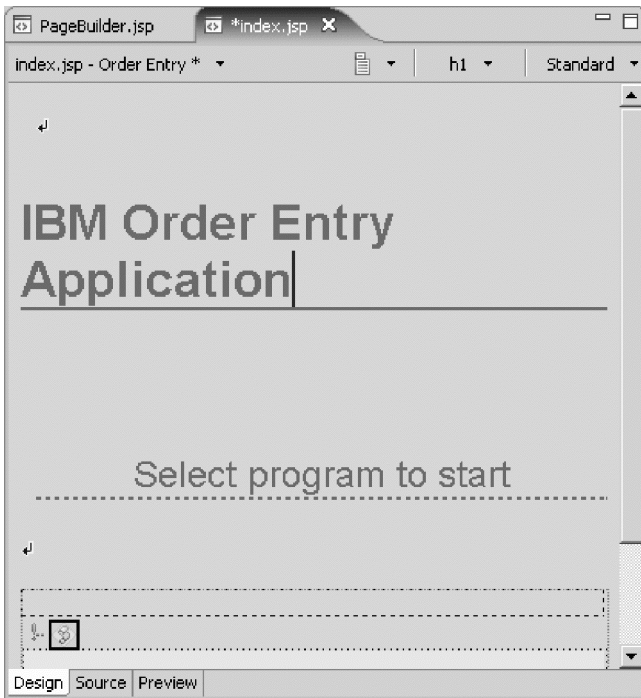 PageBuilder.jsp *index.jsp
index.jsp - Order Entry * h1 Standard
IBM Order Entry
Application
Select program to start
Design Source Preview